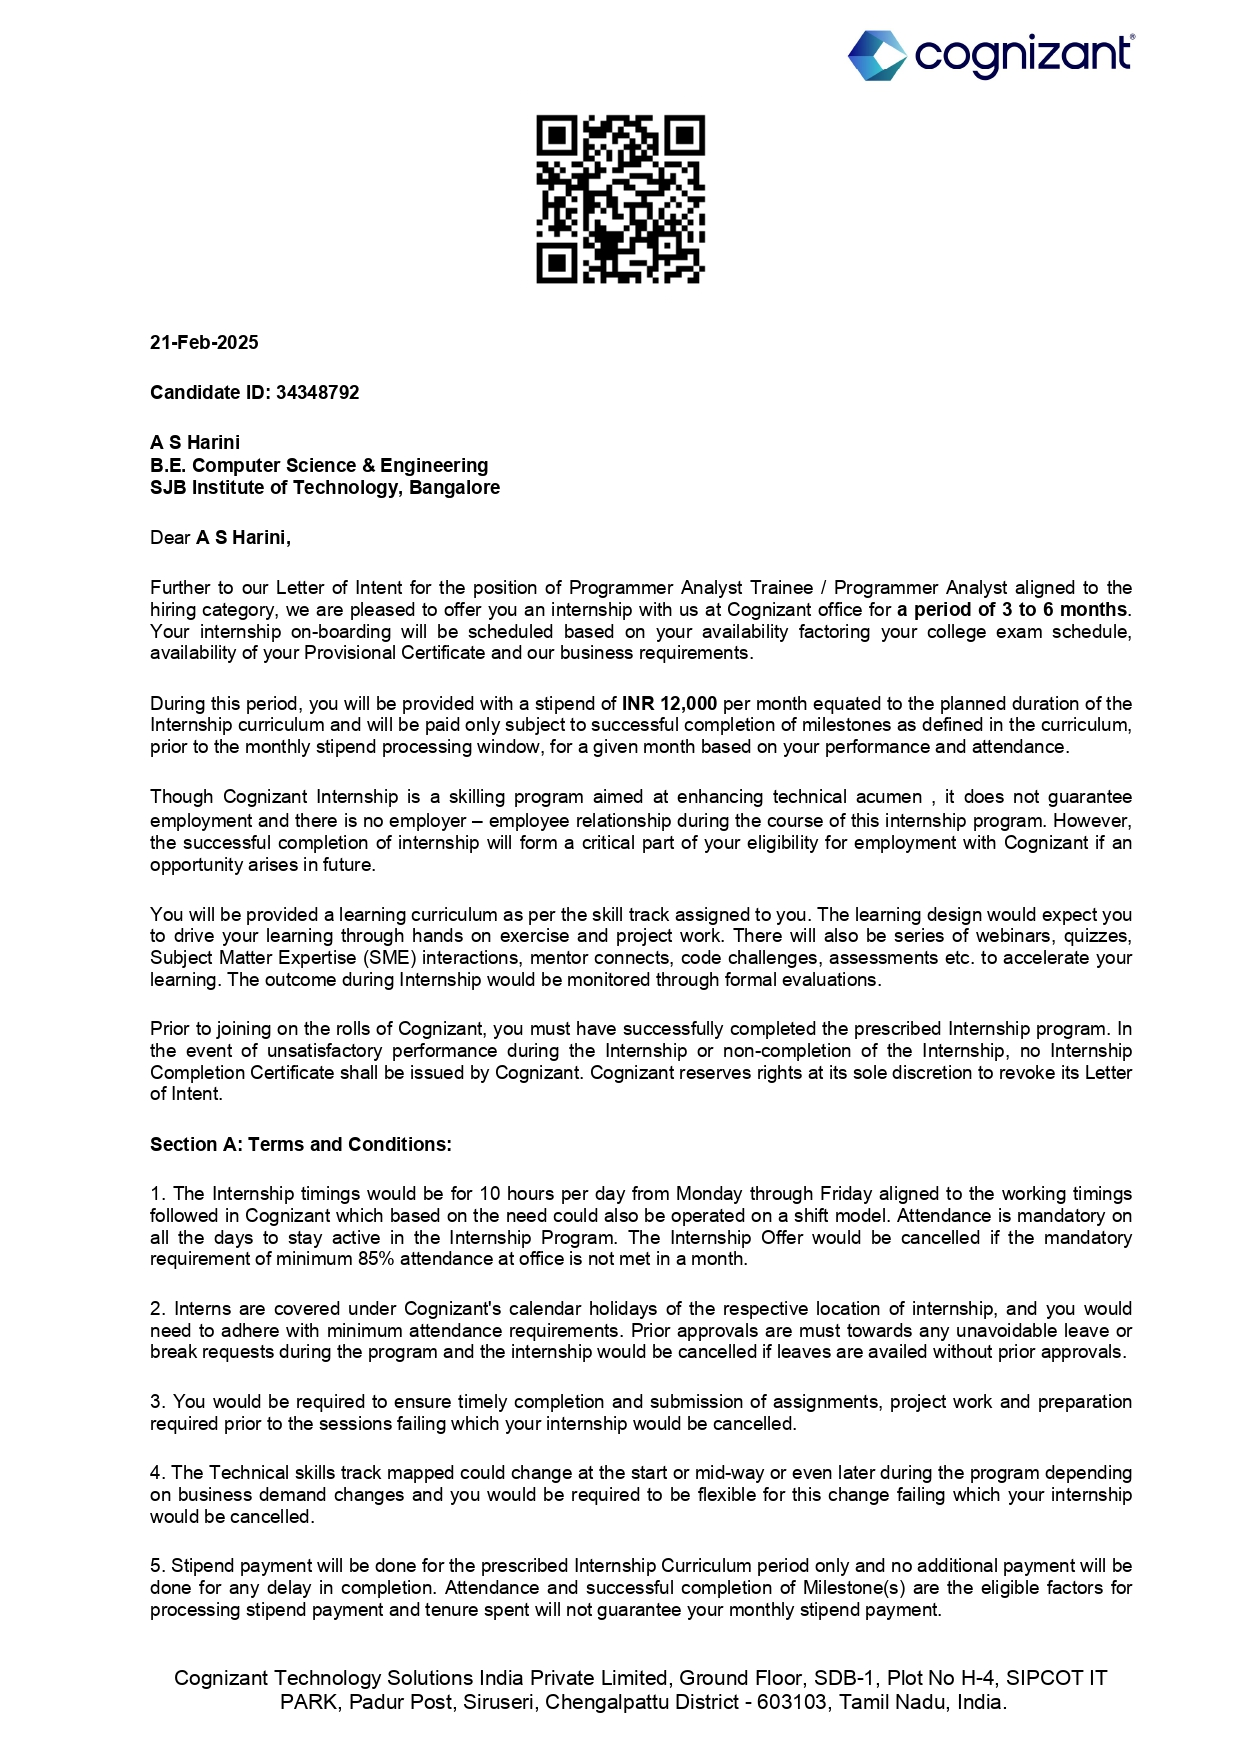 cognizant®
21-Feb-2025
Candidate ID: 34348792
A S Harini
B.E. Computer Science & Engineering
SJB Institute of Technology, Bangalore
Dear A S Harini,
Further to our Letter of Intent for the position of Programmer Analyst Trainee / Programmer Analyst aligned to the
hiring category, we are pleased to offer you an internship with us at Cognizant office for a period of 3 to 6 months.
Your internship on-boarding will be scheduled based on your availability factoring your college exam schedule,
availability of your Provisional Certificate and our business requirements.
During this period, you will be provided with a stipend of INR 12,000 per month equated to the planned duration of the
Internship curriculum and will be paid only subject to successful completion of milestones as defined in the curriculum,
prior to the monthly stipend processing window, for a given month based on your performance and attendance.
Though Cognizant Internship is a skilling program aimed at enhancing technical acumen , it does not guarantee
employment and there is no employer – employee relationship during the course of this internship program. However,
the successful completion of internship will form a critical part of your eligibility for employment with Cognizant if an
opportunity arises in future.
You will be provided a learning curriculum as per the skill track assigned to you. The learning design would expect you
to drive your learning through hands on exercise and project work. There will also be series of webinars, quizzes,
Subject Matter Expertise (SME) interactions, mentor connects, code challenges, assessments etc. to accelerate your
learning. The outcome during Internship would be monitored through formal evaluations.
Prior to joining on the rolls of Cognizant, you must have successfully completed the prescribed Internship program. In
the event of unsatisfactory performance during the Internship or non-completion of the Internship, no Internship
Completion Certificate shall be issued by Cognizant. Cognizant reserves rights at its sole discretion to revoke its Letter
of Intent.
Section A: Terms and Conditions:
1. The Internship timings would be for 10 hours per day from Monday through Friday aligned to the working timings
followed in Cognizant which based on the need could also be operated on a shift model. Attendance is mandatory on
all the days to stay active in the Internship Program. The Internship Offer would be cancelled if the mandatory
requirement of minimum 85% attendance at office is not met in a month.
2. Interns are covered under Cognizant's calendar holidays of the respective location of internship, and you would
need to adhere with minimum attendance requirements. Prior approvals are must towards any unavoidable leave or
break requests during the program and the internship would be cancelled if leaves are availed without prior approvals.
3. You would be required to ensure timely completion and submission of assignments, project work and preparation
required prior to the sessions failing which your internship would be cancelled.
4. The Technical skills track mapped could change at the start or mid-way or even later during the program depending
on business demand changes and you would be required to be flexible for this change failing which your internship
would be cancelled.
5. Stipend payment will be done for the prescribed Internship Curriculum period only and no additional payment will be
done for any delay in completion. Attendance and successful completion of Milestone(s) are the eligible factors for
processing stipend payment and tenure spent will not guarantee your monthly stipend payment.
Cognizant Technology Solutions India Private Limited, Ground Floor, SDB-1, Plot No H-4, SIPCOT IT
PARK, Padur Post, Siruseri, Chengalpattu District - 603103, Tamil Nadu, India.